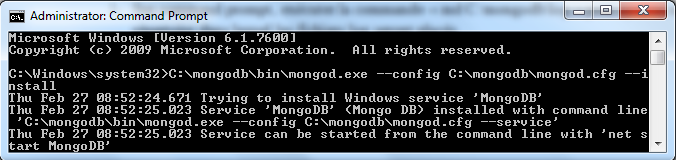 Administrator: Command Prompt
Microsoft Windows [Version 6.1.7600]
Copyright (c) 2009 Microsoft Corporation.  All rights reserved.
C:\Windows\system32>C:\mongodb\bin\mongod.exe --config C:\mongodb\mongod.cfg --i
nstall
Thu Feb 27 08:52:24.671 Trying to install Windows service 'MongoDB'
Thu Feb 27 08:52:25.023 Service 'MongoDB' (Mongo DB) installed with command line
 'C:\mongodb\bin\mongod.exe --config C:\mongodb\mongod.cfg --service'
Thu Feb 27 08:52:25.023 Service can be started from the command line with 'net s
tart MongoDB'